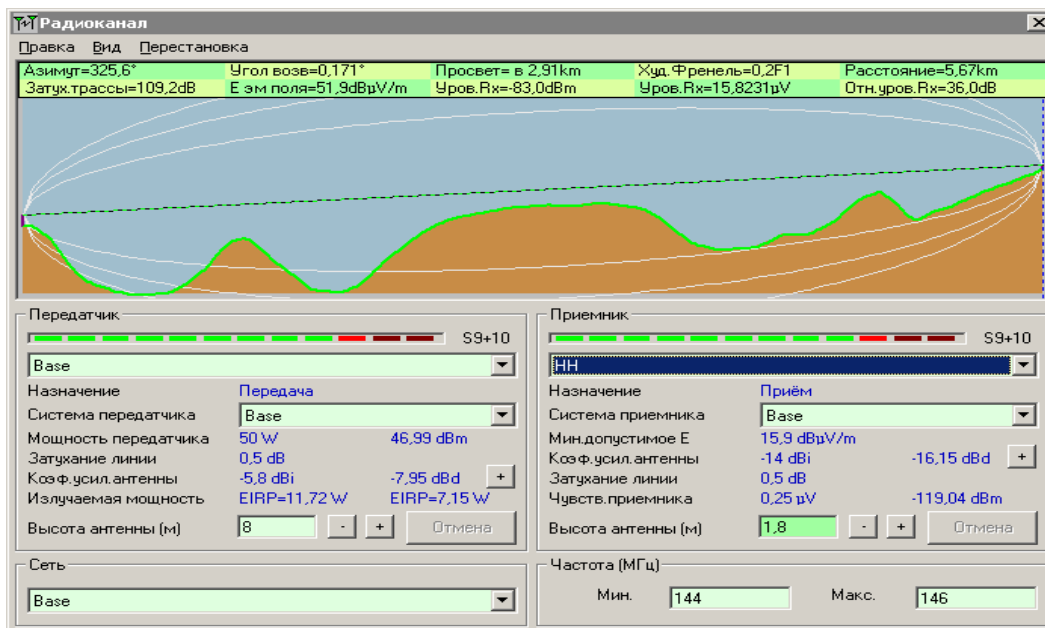 Радиоканал
Правка Вид Перестановка
Азимут=325,6° Угол возв=0,171° Просвет= в 2,91km Худ.Френель=0,2F1 Расстояние=5,67km
Затух.трассы=109,2dB Е эм поля=51,9dBµV/m Уров.Rx=-83,0dBm Уров.Rx=15,8231µV Отн.уров.Rx=36,0dB
Передатчик
S9+10
Base
Назначение Передача
Система передатчика Base
Мощность передатчика 50 W 46,99 dBm
Затухание линии 0,5 dB
Коэф.усил.антенны -5,8 dBi -7,95 dBd +
Излучаемая мощность EIRP=11,72 W EIRP=7,15 W
Высота антенны (м) 8 - + Отмена
Сеть
Base
Приемник
S9+10
HH
Назначение Приём
Система приемника Base
Мин.допустимое Е 15,9 dBµV/m
Коэф.усил.антенны -14 dBi -16,15 dBd +
Затухание линии 0,5 dB
Чувств.приемника 0,25 µV -119,04 dBm
Высота антенны (м) 1,8 - + Отмена
Частота (МГц)
Мин. 144 Макс. 146